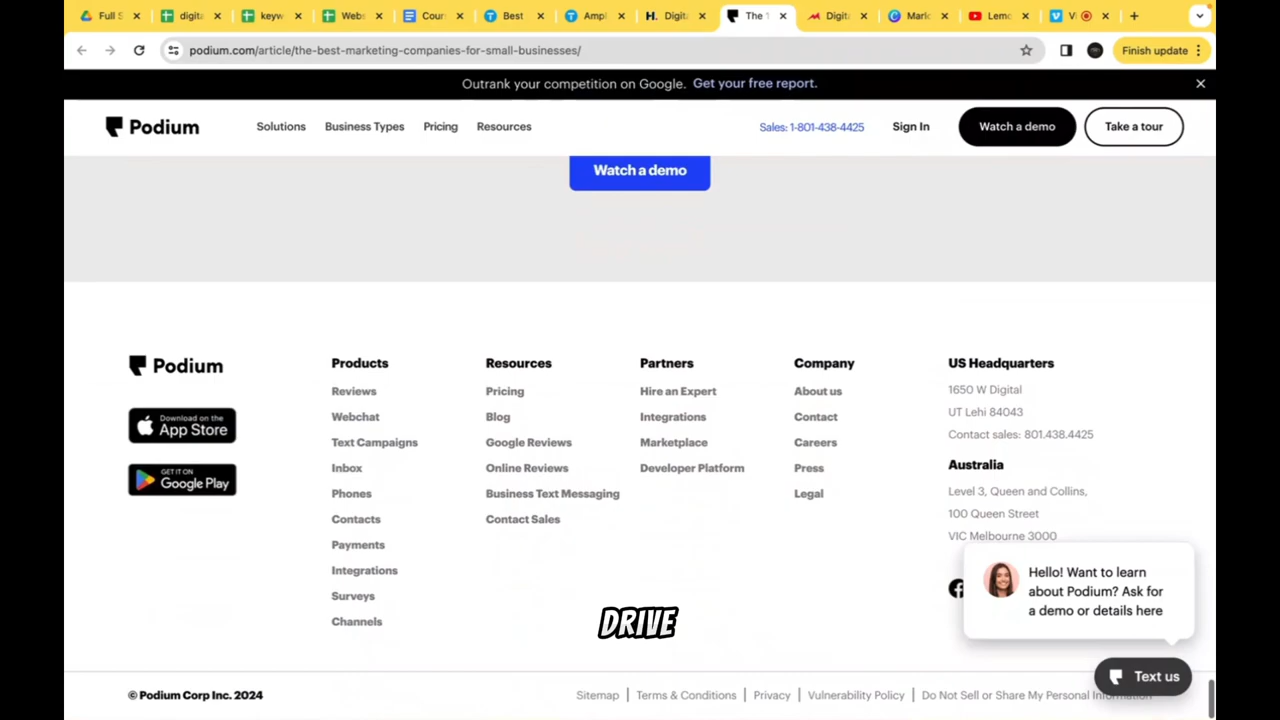 Full S
digita
keyw
Webs
Cour
Best
Ampl
Digita
The 1
Digita
Mark
Lemo
V
podium.com/article/the-best-marketing-companies-for-small-businesses/
Finish update
Outrank your competition on Google. Get your free report.
Podium
Solutions
Business Types
Pricing
Resources
Sales: 1-801-438-4425
Sign In
Watch a demo
Take a tour
Watch a demo
Podium
Download on the
App Store
GET IT ON
Google Play
Products
Reviews
Webchat
Text Campaigns
Inbox
Phones
Contacts
Payments
Integrations
Surveys
Channels
Resources
Pricing
Blog
Google Reviews
Online Reviews
Business Text Messaging
Contact Sales
Partners
Hire an Expert
Integrations
Marketplace
Developer Platform
Company
About us
Contact
Careers
Press
Legal
US Headquarters
1650 W Digital
UT Lehi 84043
Contact sales: 801.438.4425
Australia
Level 3, Queen and Collins,
100 Queen Street
VIC Melbourne 3000
Hello! Want to learn
about Podium? Ask for
a demo or details here
DRIVE
Text us
© Podium Corp Inc. 2024
Sitemap | Terms & Conditions | Privacy | Vulnerability Policy | Do Not Sell or Share My Personal Information